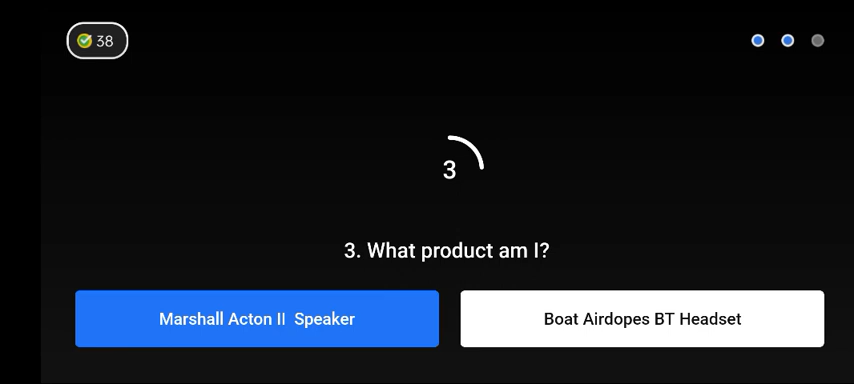 38
3
3. What product am I?
Marshall Acton II Speaker
Boat Airdopes BT Headset